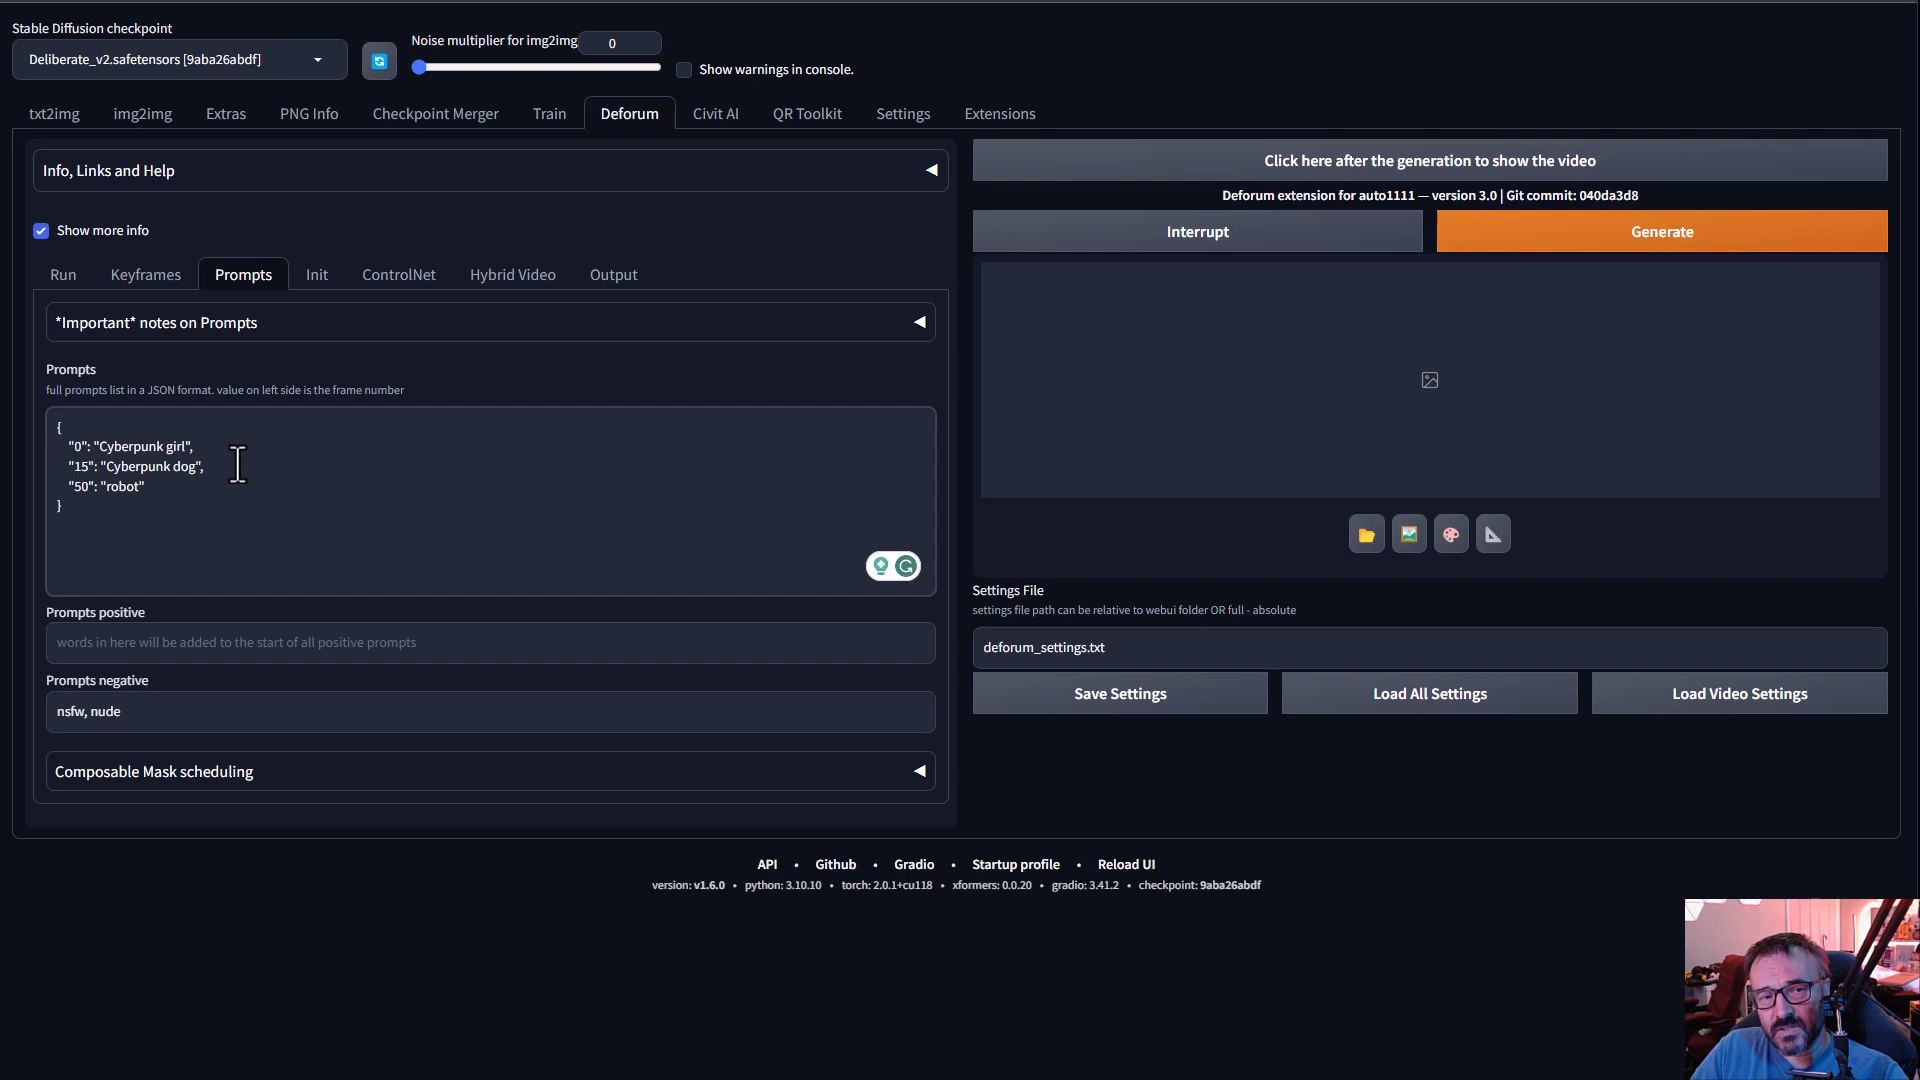 Stable Diffusion checkpoint
Deliberate_v2.safetensors [9aba26abdf]
Noise multiplier for img2img
0
Show warnings in console.
txt2img
img2img
Extras
PNG Info
Checkpoint Merger
Train
Deforum
Civit AI
QR Toolkit
Settings
Extensions
Info, Links and Help
Show more info
Run
Keyframes
Prompts
Init
ControlNet
Hybrid Video
Output
*Important* notes on Prompts
Prompts
full prompts list in a JSON format. value on left side is the frame number
{
"0": "Cyberpunk girl",
"15": "Cyberpunk dog",
"50": "robot"
}
Prompts positive
words in here will be added to the start of all positive prompts
Prompts negative
nsfw, nude
Composable Mask scheduling
Click here after the generation to show the video
Deforum extension for auto1111 — version 3.0 | Git commit: 040da3d8
Interrupt
Generate
Settings File
settings file path can be relative to webui folder OR full - absolute
deforum_settings.txt
Save Settings
Load All Settings
Load Video Settings
API • Github • Gradio • Startup profile • Reload UI
version: v1.6.0 • python: 3.10.10 • torch: 2.0.1+cu118 • xformers: 0.0.20 • gradio: 3.41.2 • checkpoint: 9aba26abdf